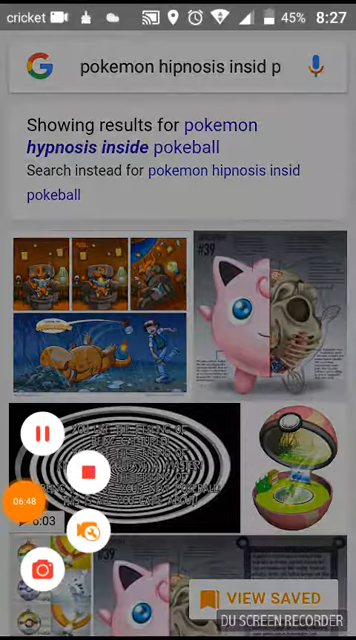 cricket 45% 8:27
pokemon hipnosis insid p
Showing results for pokemon
hypnosis inside pokeball
Search instead for pokemon hipnosis insid
pokeball
#39
06:48
6:03
#39
VIEW SAVED
DU SCREEN RECORDER